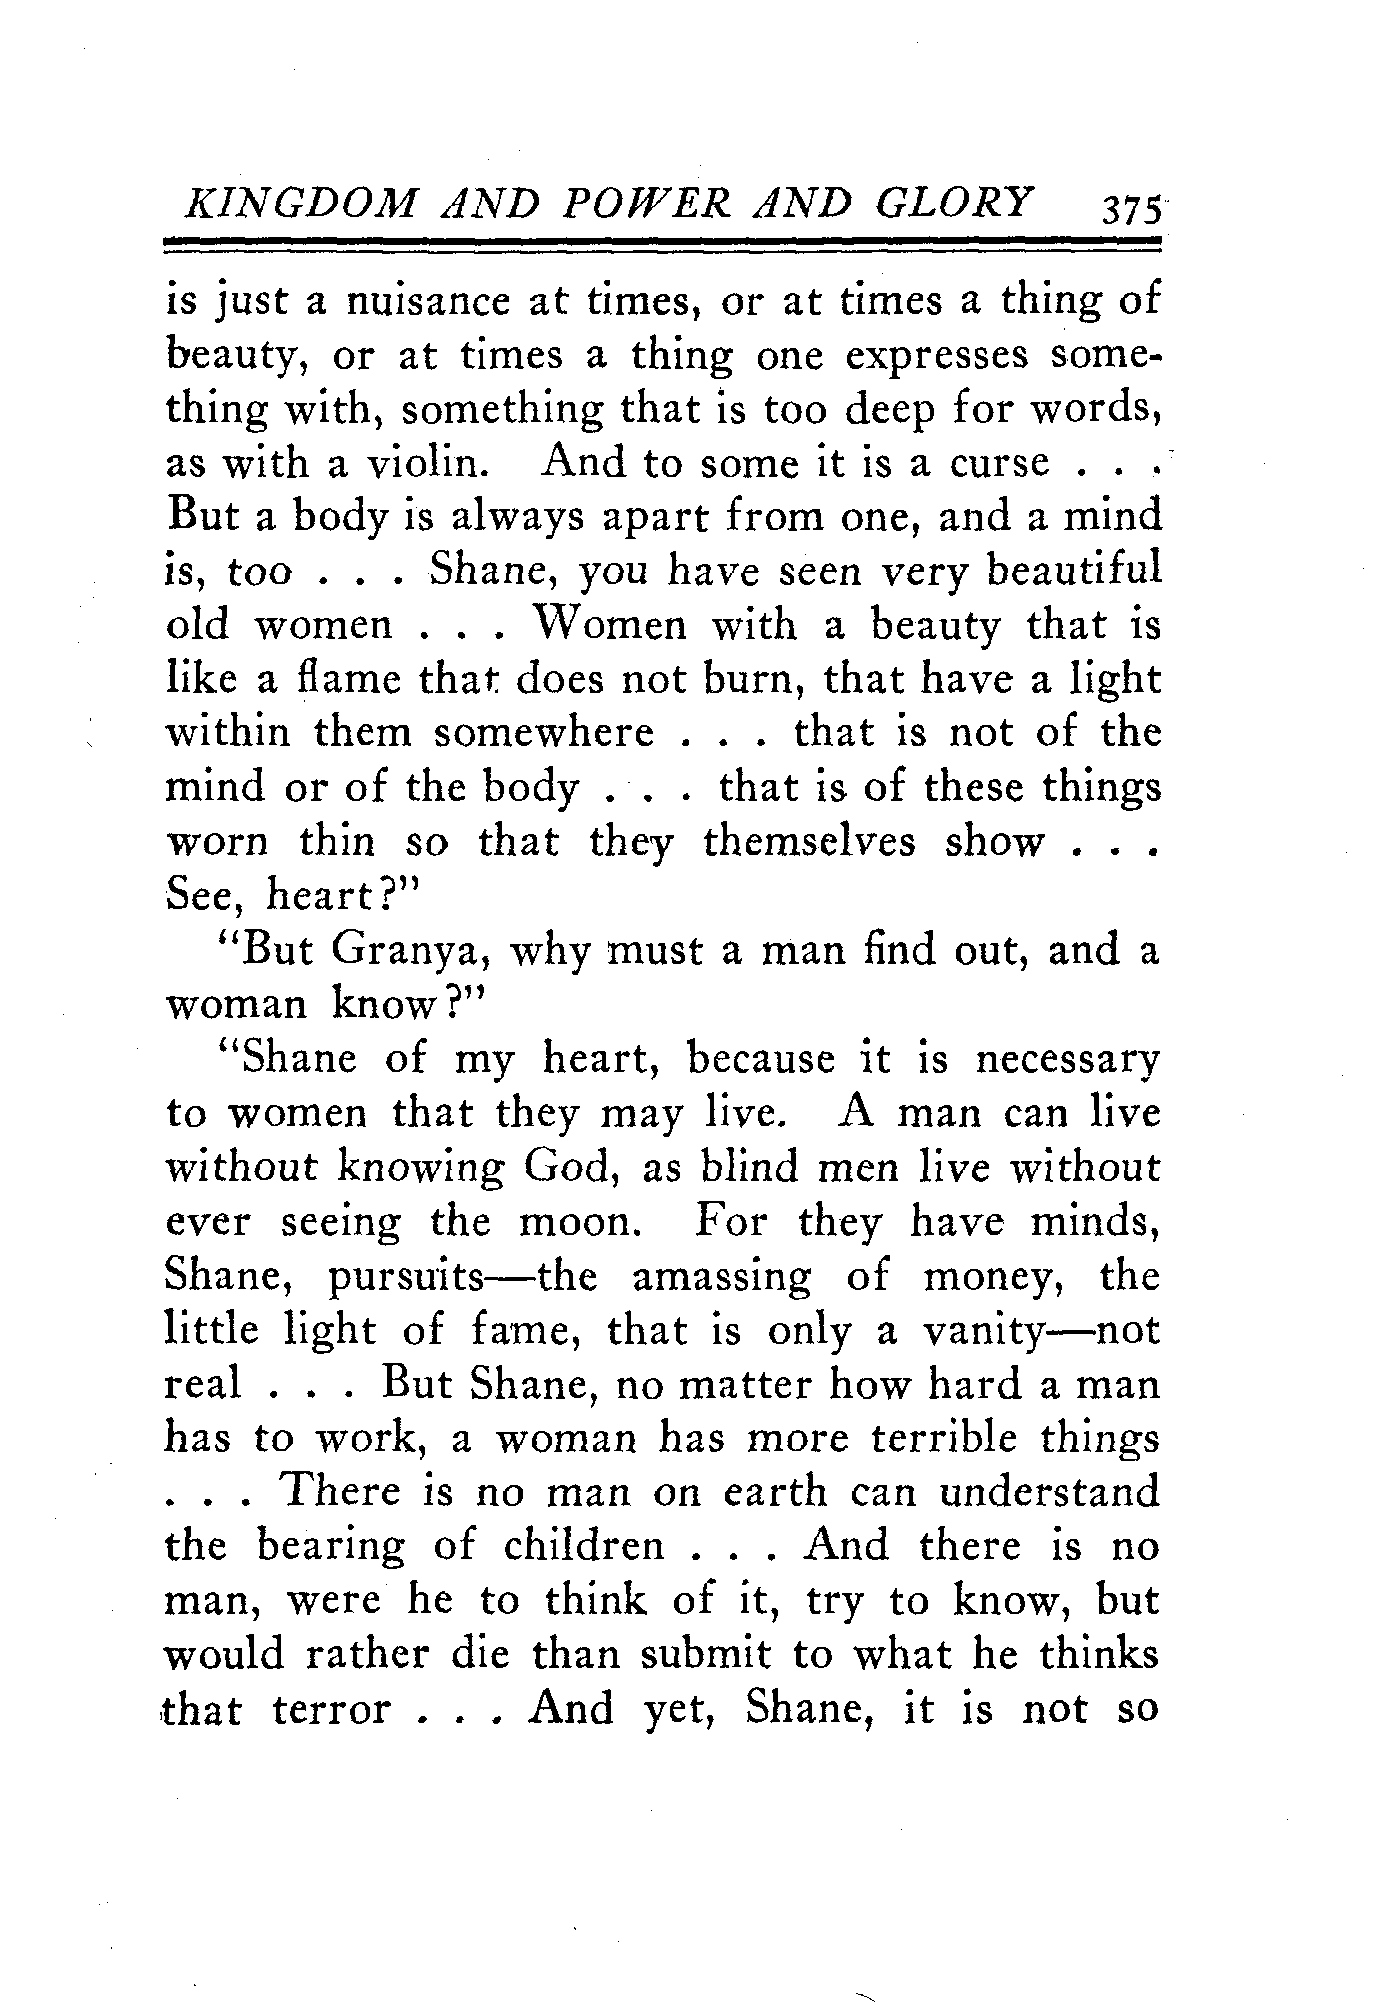 KINGDOM AND POWER AND GLORY 375
is just a nuisance at times, or at times a thing of
beauty, or at times a thing one expresses some-
thing with, something that is too deep for words,
as with a violin. And to some it is a curse . . .
But a body is always apart from one, and a mind
is, too . . . Shane, you have seen very beautiful
old women . . . Women with a beauty that is
like a flame that does not burn, that have a light
within them somewhere . . . that is not of the
mind or of the body . . . that is of these things
worn thin so that they themselves show . . .
See, heart?"
"But Granya, why must a man find out, and a
woman know?"
"Shane of my heart, because it is necessary
to women that they may live. A man can live
without knowing God, as blind men live without
ever seeing the moon. For they have minds,
Shane, pursuits—the amassing of money, the
little light of fame, that is only a vanity—not
real . . . But Shane, no matter how hard a man
has to work, a woman has more terrible things
. . . There is no man on earth can understand
the bearing of children . . . And there is no
man, were he to think of it, try to know, but
would rather die than submit to what he thinks
that terror . . . And yet, Shane, it is not so